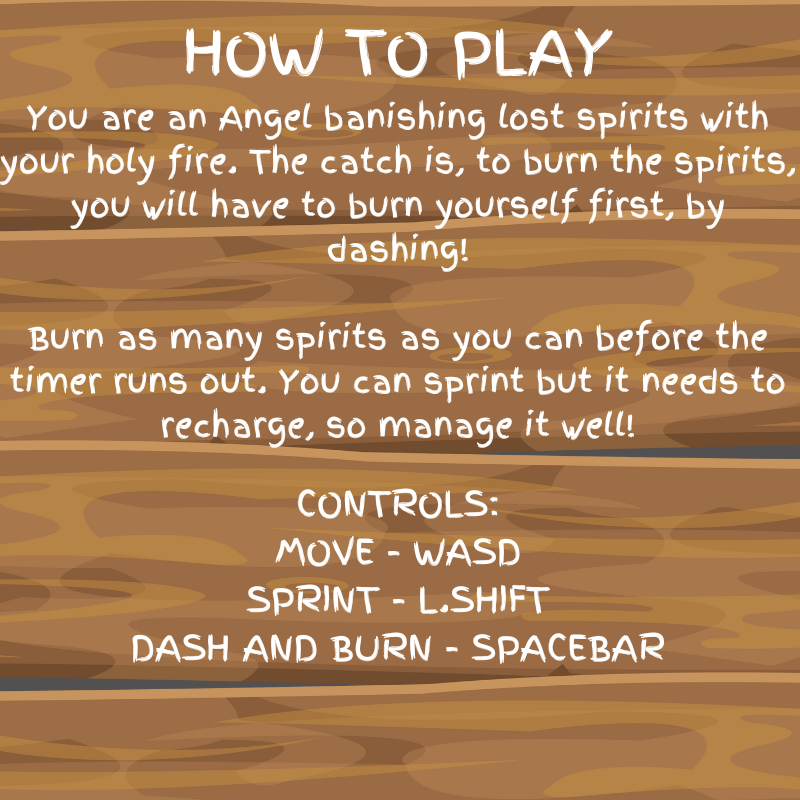 HOW TO PLAY
You are an Angel banishing lost spirits with
your holy fire. The catch is, to burn the spirits,
you will have to burn yourself first, by
dashing!
Burn as many spirits as you can before the
timer runs out. You can sprint but it needs to
recharge, so manage it well!
CONTROLS:
MOVE - WASD
SPRINT - L.SHIFT
DASH AND BURN - SPACEBAR